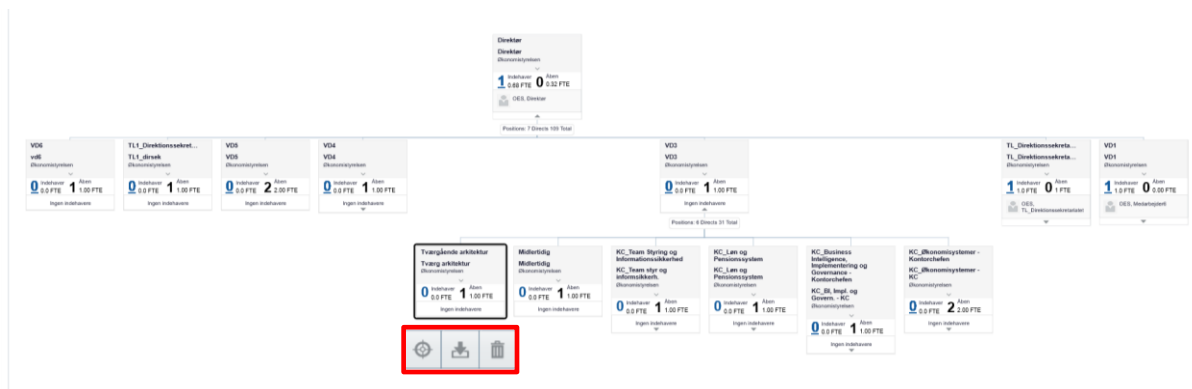 Direktør
Direktør
Økonomistyrelsen
1 Indehaver 0.68 FTE 0 Åben 0.32 FTE
OES, Direktør
Positions: 7 Directs 109 Total
VD6
vd6
Økonomistyrelsen
0 Indehaver 0.0 FTE 1 Åben 1.00 FTE
Ingen indehavere
TL1_Direktionssekret...
TL1_dirsek
Økonomistyrelsen
0 Indehaver 0.0 FTE 1 Åben 1.00 FTE
Ingen indehavere
VD5
VD5
Økonomistyrelsen
0 Indehaver 0.0 FTE 2 Åben 2.00 FTE
Ingen indehavere
VD4
VD4
Økonomistyrelsen
0 Indehaver 0.0 FTE 1 Åben 1.00 FTE
Ingen indehavere
VD3
VD3
Økonomistyrelsen
0 Indehaver 0.0 FTE 1 Åben 1.00 FTE
Ingen indehavere
Positions: 6 Directs 31 Total
TL_Direktionssekreta...
TL_Direktionssekreta...
Økonomistyrelsen
1 Indehaver 1.0 FTE 0 Åben 1 FTE
OES,
TL_Direktionssekretariatet
VD1
VD1
Økonomistyrelsen
1 Indehaver 1.0 FTE 0 Åben 0.00 FTE
OES, Medarbejder6
Tværgående arkitektur
Tværg arkitektur
Økonomistyrelsen
0 Indehaver 0.0 FTE 1 Åben 1.00 FTE
Ingen indehavere
Midlertidig
Midlertidig
Økonomistyrelsen
0 Indehaver 0.0 FTE 1 Åben 1.00 FTE
Ingen indehavere
KC_Team Styring og
Informationssikkerhed
KC_Team styr og
informsikkerh.
Økonomistyrelsen
0 Indehaver 0.0 FTE 1 Åben 1.00 FTE
Ingen indehavere
KC_Løn og
Pensionssystem
KC_Løn og
Pensionssystem
Økonomistyrelsen
0 Indehaver 0.0 FTE 1 Åben 1.00 FTE
Ingen indehavere
KC_Business
Intelligence,
Implementering og
Governance -
Kontorchefen
KC_BI, Impl. og
Govern. - KC
Økonomistyrelsen
0 Indehaver 0.0 FTE 1 Åben 1.00 FTE
Ingen indehavere
KC_Økonomisystemer -
Kontorchef
KC_Økonomisystemer -
KC
Økonomistyrelsen
0 Indehaver 0.0 FTE 2 Åben 2.00 FTE
Ingen indehavere